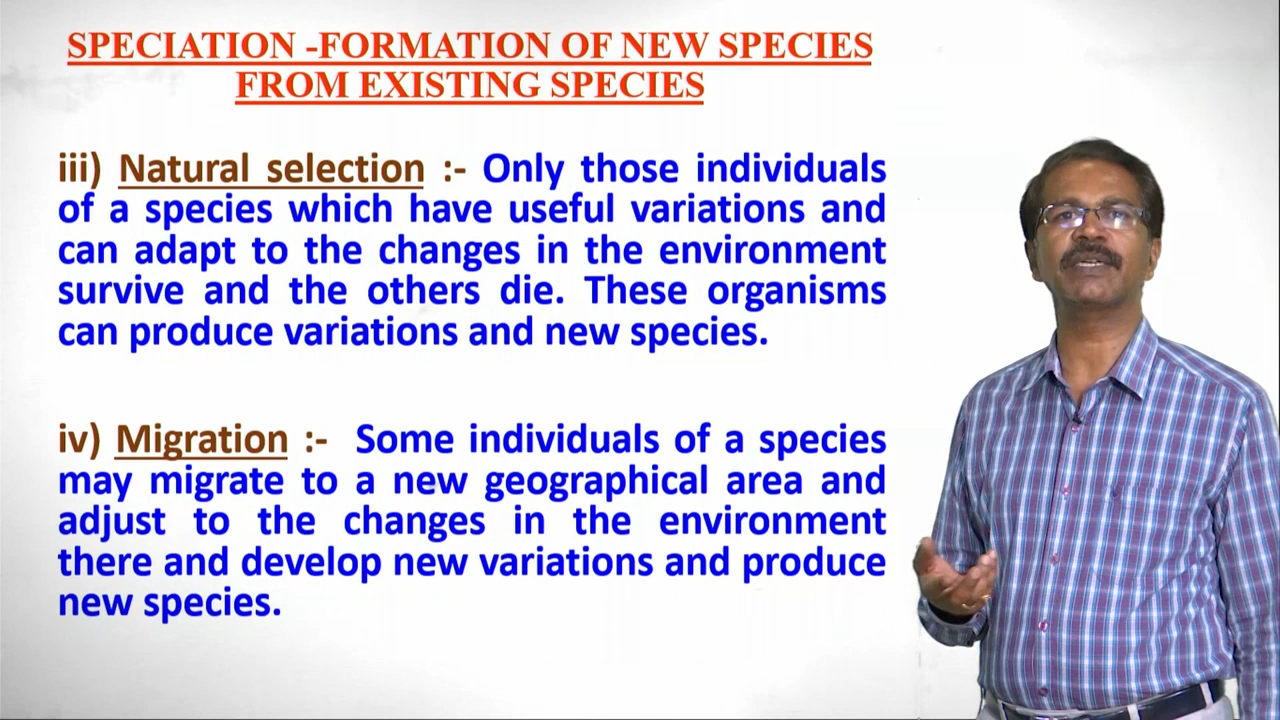 SPECIATION -FORMATION OF NEW SPECIES
FROM EXISTING SPECIES
iii) Natural selection :- Only those individuals
of a species which have useful variations and
can adapt to the changes in the environment
survive and the others die. These organisms
can produce variations and new species.
iv) Migration :- Some individuals of a species
may migrate to a new geographical area and
adjust to the changes in the environment
there and develop new variations and produce
new species.